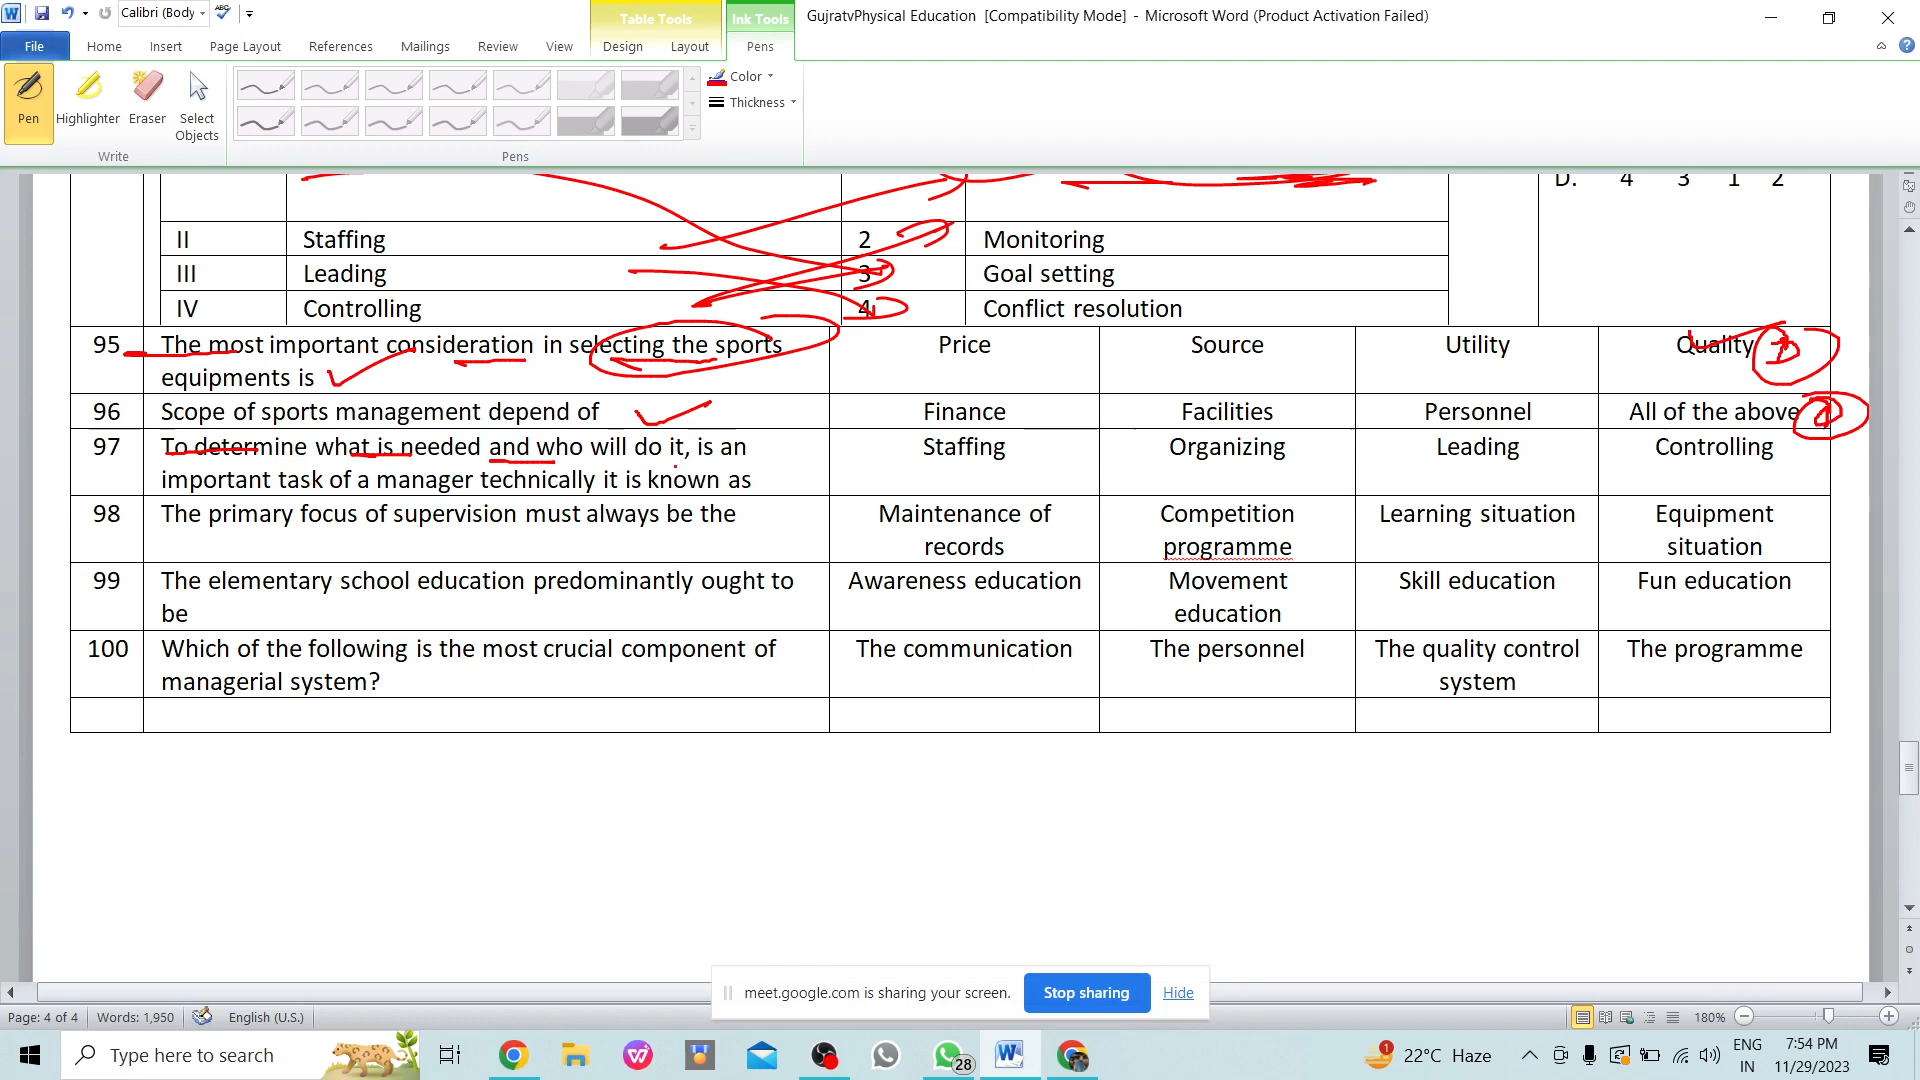 Calibri (Body
GujratvPhysical Education [Compatibility Mode] - Microsoft Word (Product Activation Failed)
Table Tools
Ink Tools
File Home Insert Page Layout References Mailings Review View Design Layout Pens
Pen Highlighter Eraser Select Objects
Color
Thickness
Write
Pens
D. 4 3 1 2
II Staffing 2 Monitoring
III Leading 3 Goal setting
IV Controlling 4 Conflict resolution
95 The most important consideration in selecting the sports Price Source Utility Quality
equipments is
96 Scope of sports management depend of Finance Facilities Personnel All of the above
97 To determine what is needed and who will do it, is an Staffing Organizing Leading Controlling
important task of a manager technically it is known as
98 The primary focus of supervision must always be the Maintenance of Competition Learning situation Equipment
records programme situation
99 The elementary school education predominantly ought to Awareness education Movement Skill education Fun education
be education
100 Which of the following is the most crucial component of The communication The personnel The quality control The programme
managerial system? system
meet.google.com is sharing your screen. Stop sharing Hide
Page: 4 of 4 Words: 1,950 English (U.S.) 180%
Type here to search
28
1
22°C Haze
ENG
IN
7:54 PM
11/29/2023